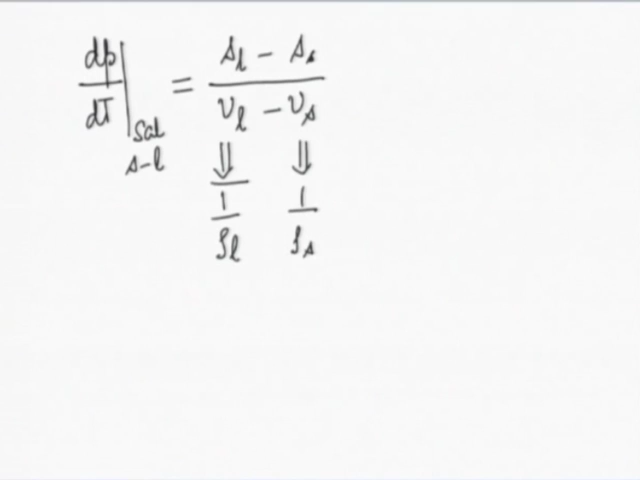 dp/dT |sat s-l = (s_l - s_s)/(v_l - v_s)
⇓ ⇓
1/ρ_l 1/ρ_s